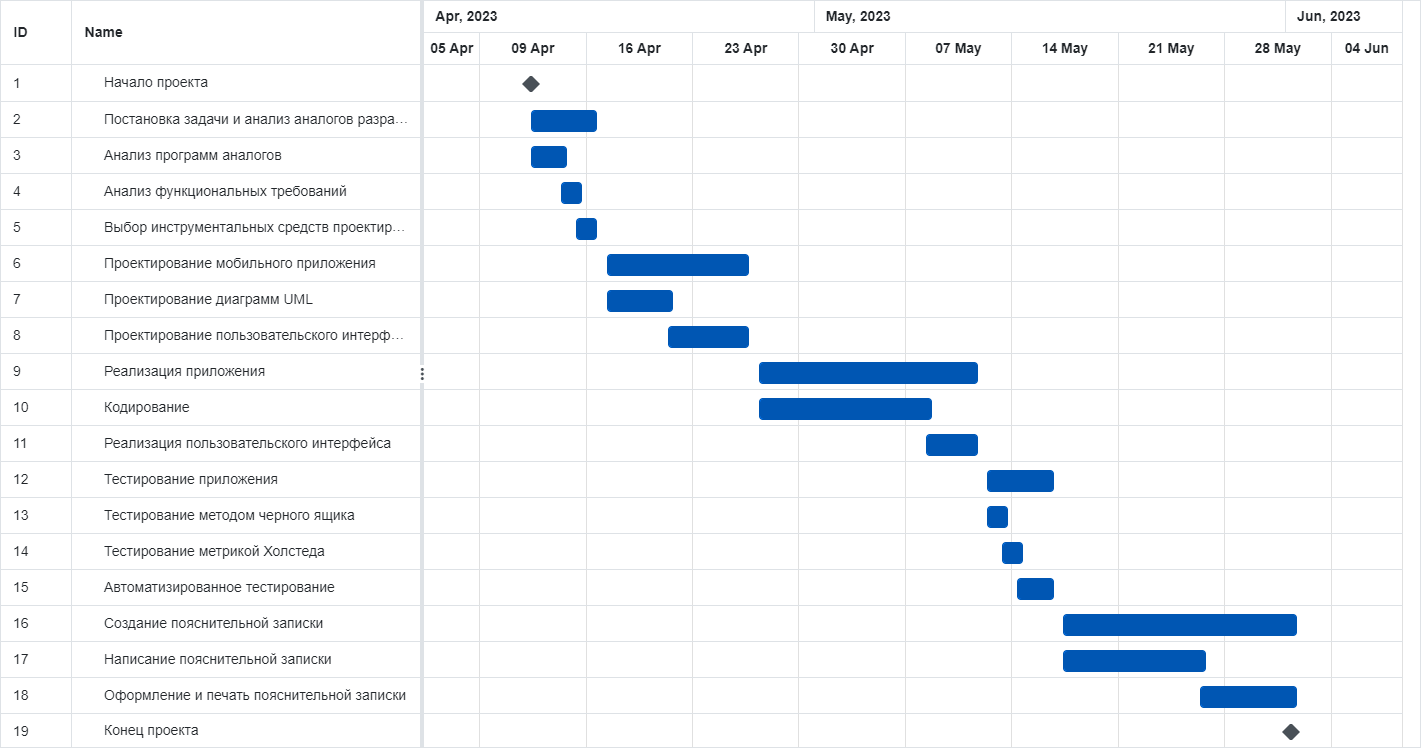 Apr, 2023 May, 2023 Jun, 2023
ID Name
05 Apr 09 Apr 16 Apr 23 Apr 30 Apr 07 May 14 May 21 May 28 May 04 Jun
1 Начало проекта
2 Постановка задачи и анализ аналогов разра...
3 Анализ программ аналогов
4 Анализ функциональных требований
5 Выбор инструментальных средств проектир...
6 Проектирование мобильного приложения
7 Проектирование диаграмм UML
8 Проектирование пользовательского интерф...
9 Реализация приложения
10 Кодирование
11 Реализация пользовательского интерфейса
12 Тестирование приложения
13 Тестирование методом черного ящика
14 Тестирование метрикой Холстеда
15 Автоматизированное тестирование
16 Создание пояснительной записки
17 Написание пояснительной записки
18 Оформление и печать пояснительной записки
19 Конец проекта